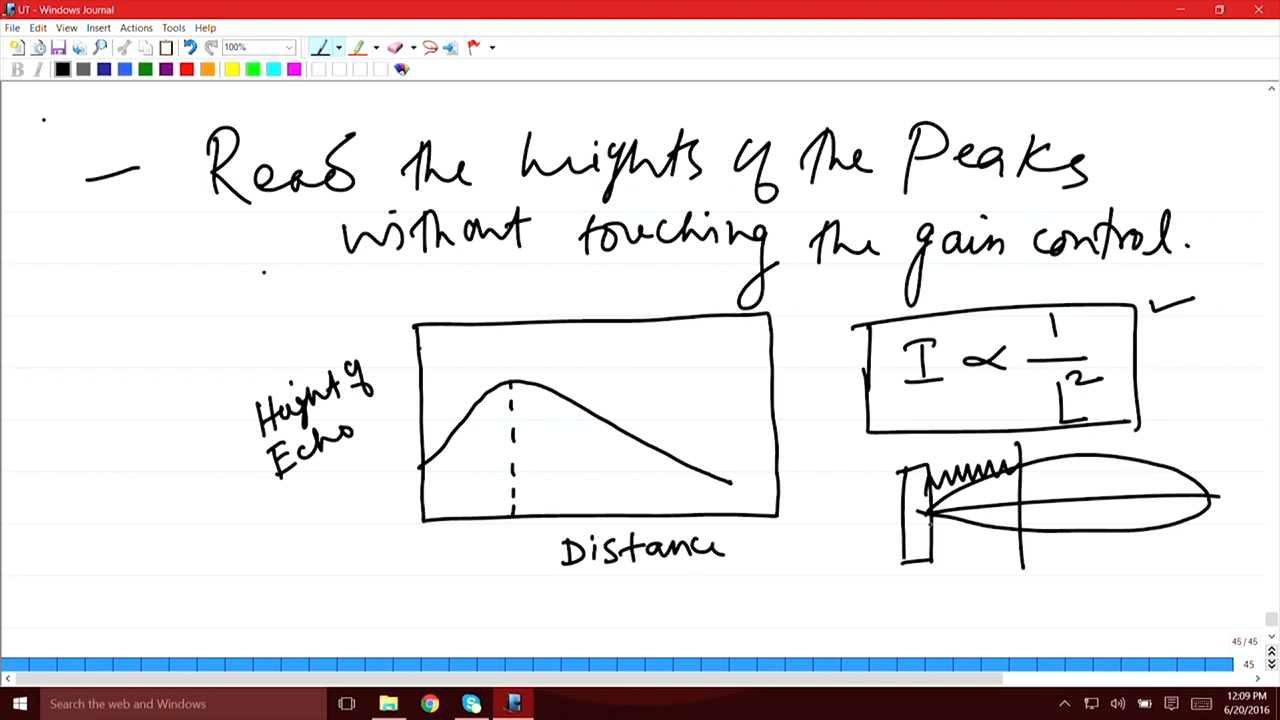 UT - Windows Journal
File Edit View Insert Actions Tools Help
100%
B I
- Read the heights of the Peaks
without touching the gain control.
Height of
Echo
Distance
I ∝ 1/L²
45 / 45
45
Search the web and Windows
12:09 PM
6/20/2016